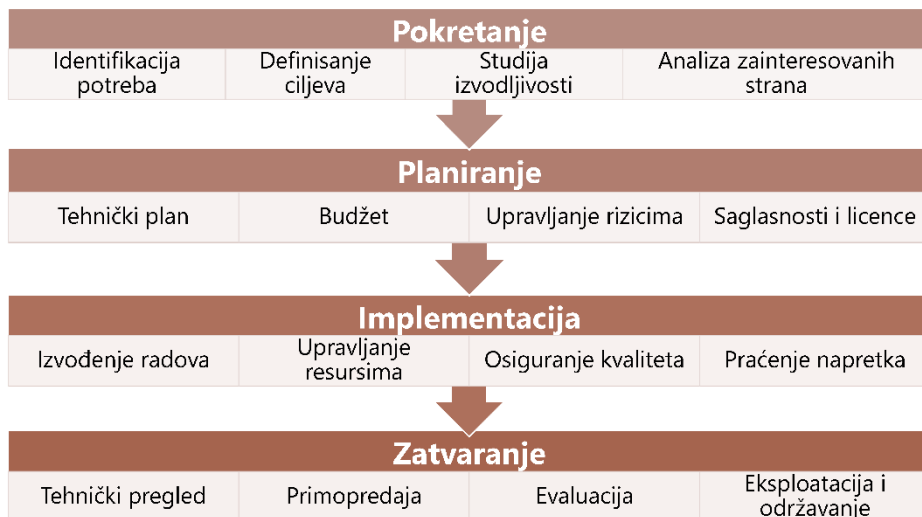 Pokretanje
Identifikacija
potreba
Definisanje
ciljeva
Studija
izvodljivosti
Analiza zainteresovanih
strana
Planiranje
Tehnički plan
Budžet
Upravljanje rizicima
Saglasnosti i licence
Implementacija
Izvođenje radova
Upravljanje
resursima
Osiguranje kvaliteta
Praćenje napretka
Zatvaranje
Tehnički pregled
Primopredaja
Evaluacija
Eksploatacija i
održavanje